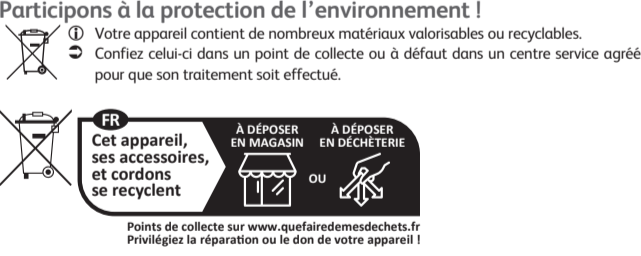 Participons à la protection de l’environnement !
Votre appareil contient de nombreux matériaux valorisables ou recyclables.
Confiez celui-ci dans un point de collecte ou à défaut dans un centre service agréé
pour que son traitement soit effectué.
FR
Cet appareil,
ses accessoires,
et cordons
se recyclent
À DÉPOSER
EN MAGASIN
OU
À DÉPOSER
EN DÉCHÈTERIE
Points de collecte sur www.quefairedemesdechets.fr
Privilégiez la réparation ou le don de votre appareil !